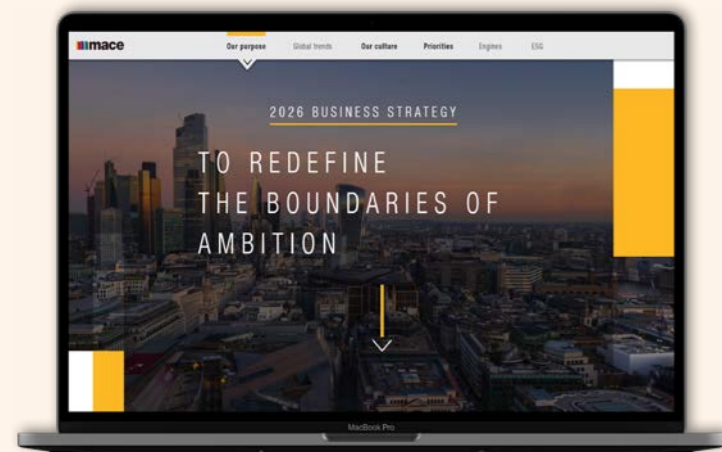 mace
Our purpose Global trends Our culture Priorities Engines ESG
2026 BUSINESS STRATEGY
TO REDEFINE
THE BOUNDARIES OF
AMBITION
MacBook Pro